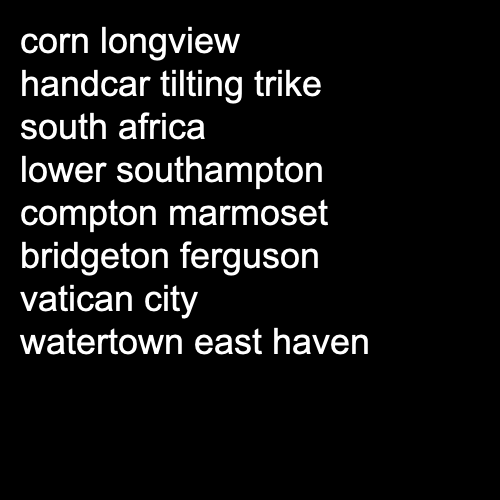 corn longview
handcar tilting trike
south africa
lower southampton
compton marmoset
bridgeton ferguson
vatican city
watertown east haven